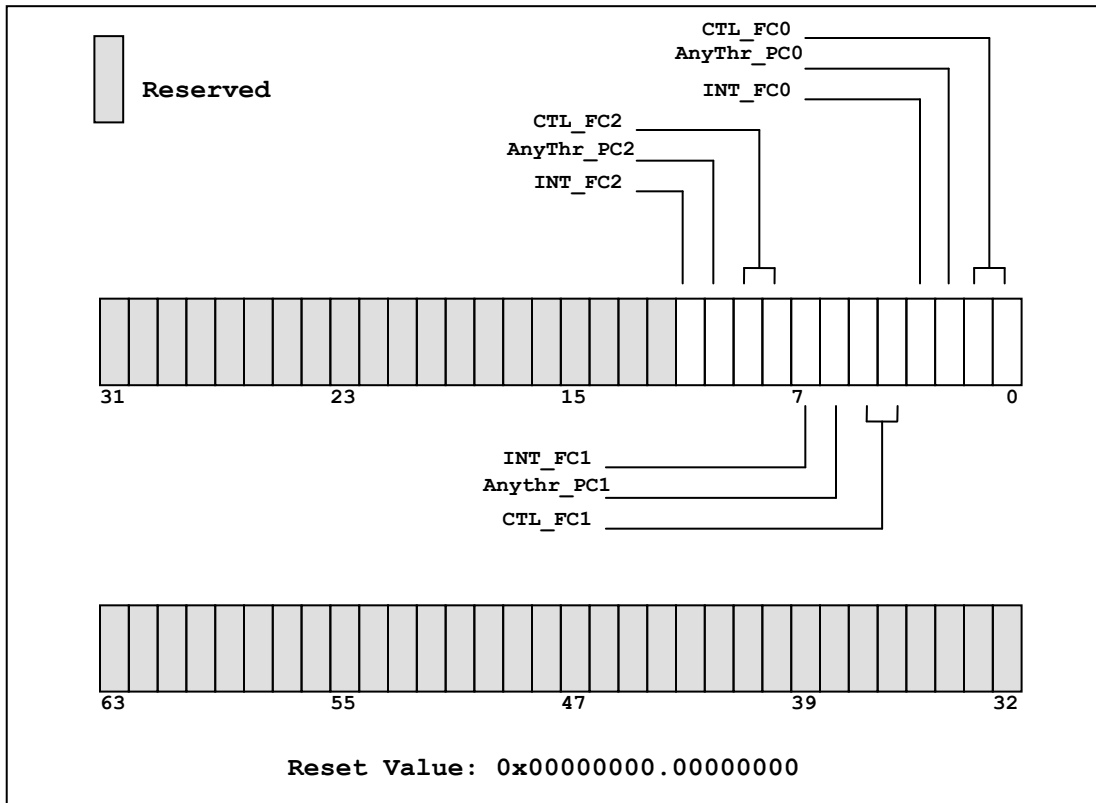 CTL_FC0
AnyThr_PC0
Reserved
INT_FC0
CTL_FC2
AnyThr_PC2
INT_FC2
31 23 15 7 0
INT_FC1
Anythr_PC1
CTL_FC1
63 55 47 39 32
Reset Value: 0x00000000.00000000